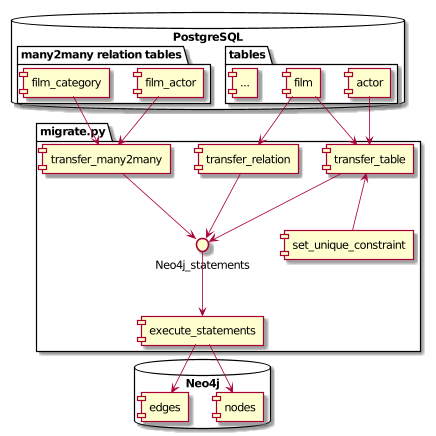 PostgreSQL
many2many relation tables
tables
film_category
film_actor
...
film
actor
migrate.py
transfer_many2many
transfer_relation
transfer_table
set_unique_constraint
Neo4j_statements
execute_statements
Neo4j
edges
nodes